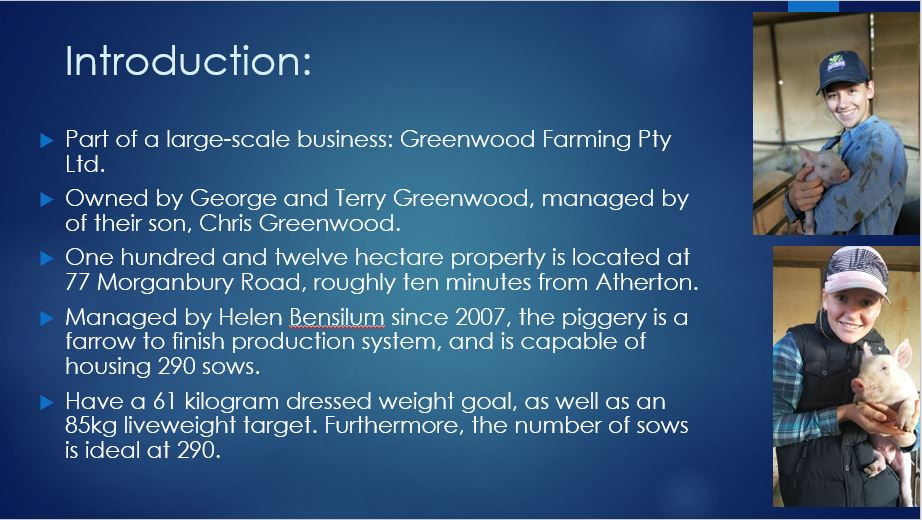 Introduction:
Part of a large-scale business: Greenwood Farming Pty
Ltd.
Owned by George and Terry Greenwood, managed by
of their son, Chris Greenwood.
One hundred and twelve hectare property is located at
77 Morganbury Road, roughly ten minutes from Atherton.
Managed by Helen Bensilum since 2007, the piggery is a
farrow to finish production system, and is capable of
housing 290 sows.
Have a 61 kilogram dressed weight goal, as well as an
85kg liveweight target. Furthermore, the number of sows
is ideal at 290.